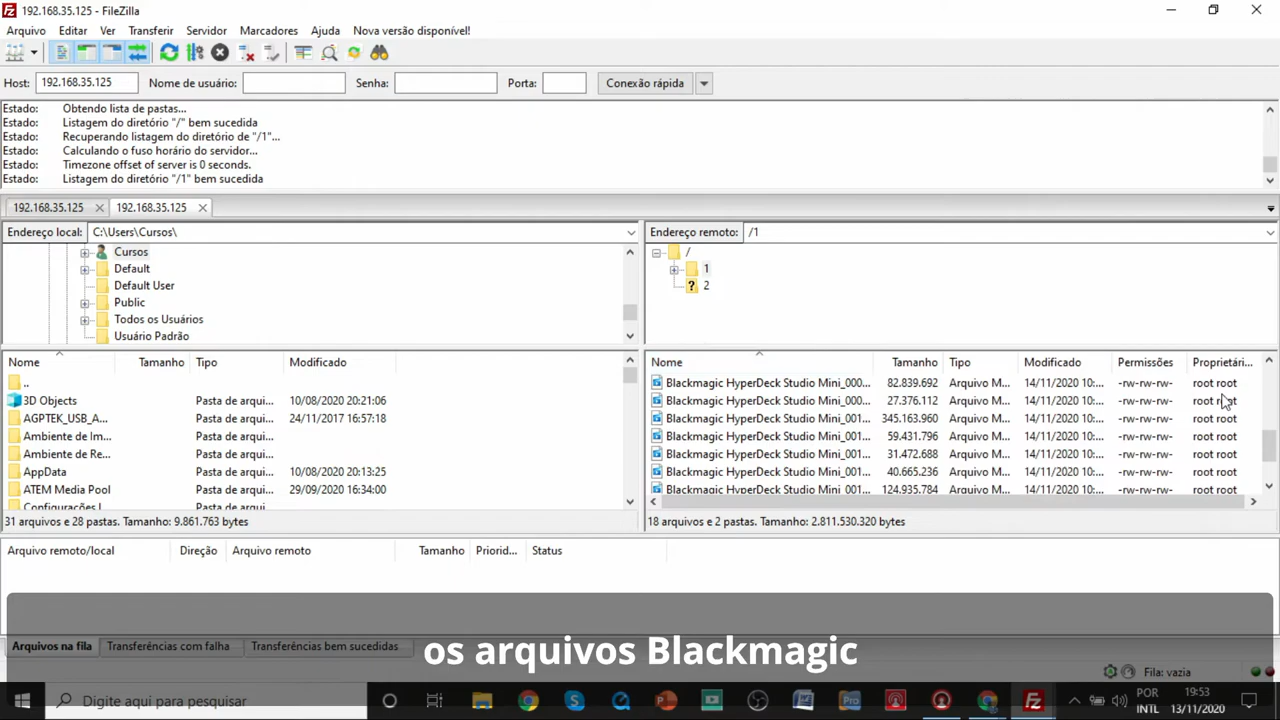 192.168.35.125 - FileZilla
Arquivo Editar Ver Transferir Servidor Marcadores Ajuda Nova versão disponível!
Host: 192.168.35.125 Nome de usuário: Senha: Porta: Conexão rápida
Estado: Obtendo lista de pastas...
Estado: Listagem do diretório "/" bem sucedida
Estado: Recuperando listagem do diretório de "/1"...
Estado: Calculando o fuso horário do servidor...
Estado: Timezone offset of server is 0 seconds.
Estado: Listagem do diretório "/1" bem sucedida
192.168.35.125 192.168.35.125
Endereço local: C:\Users\Cursos\
Cursos
Default
Default User
Public
Todos os Usuários
Usuário Padrão
Endereço remoto: /1
/
1
? 2
Nome Tamanho Tipo Modificado
..
3D Objects Pasta de arqui... 10/08/2020 20:21:06
AGPTEK_USB_A... Pasta de arqui... 24/11/2017 16:57:18
Ambiente de Im... Pasta de arqui...
Ambiente de Re... Pasta de arqui...
AppData Pasta de arqui... 10/08/2020 20:13:25
ATEM Media Pool Pasta de arqui... 29/09/2020 16:34:00
Configurações l... Pasta de arqui...
31 arquivos e 28 pastas. Tamanho: 9.861.763 bytes
Nome Tamanho Tipo Modificado Permissões Proprietári...
Blackmagic HyperDeck Studio Mini_000... 82.839.692 Arquivo M... 14/11/2020 10:... -rw-rw-rw- root root
Blackmagic HyperDeck Studio Mini_000... 27.376.112 Arquivo M... 14/11/2020 10:... -rw-rw-rw- root root
Blackmagic HyperDeck Studio Mini_001... 345.163.960 Arquivo M... 14/11/2020 10:... -rw-rw-rw- root root
Blackmagic HyperDeck Studio Mini_001... 59.431.796 Arquivo M... 14/11/2020 10:... -rw-rw-rw- root root
Blackmagic HyperDeck Studio Mini_001... 31.472.688 Arquivo M... 14/11/2020 10:... -rw-rw-rw- root root
Blackmagic HyperDeck Studio Mini_001... 40.665.236 Arquivo M... 14/11/2020 10:... -rw-rw-rw- root root
Blackmagic HyperDeck Studio Mini_001... 124.935.784 Arquivo M... 14/11/2020 10:... -rw-rw-rw- root root
18 arquivos e 2 pastas. Tamanho: 2.811.530.320 bytes
Arquivo remoto/local Direção Arquivo remoto Tamanho Priorid... Status
Arquivos na fila Transferências com falha Transferências bem sucedidas
os arquivos Blackmagic
Fila: vazia
Digite aqui para pesquisar
POR
INTL
19:53
13/11/2020